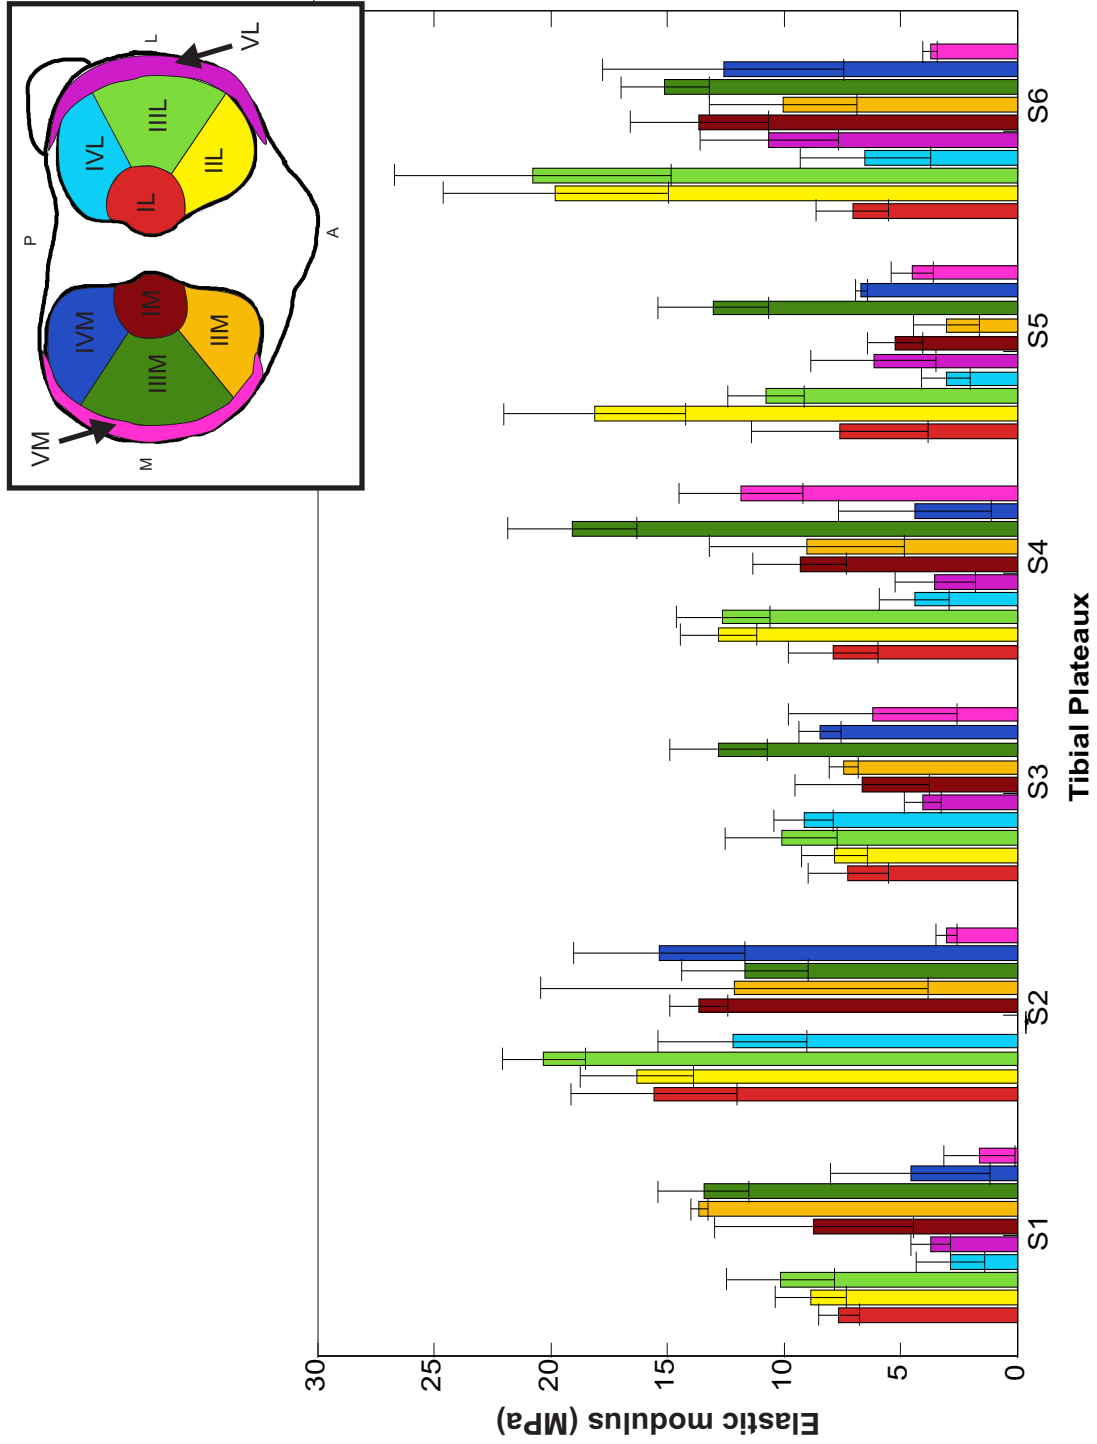 P
VM
IVM
IVL
VL
M
IIIM
IM
IL
IIIL
L
IIM
IIL
A
Elastic modulus (MPa)
30
25
20
15
10
5
0
S1
S2
S3
S4
S5
S6
Tibial Plateaux